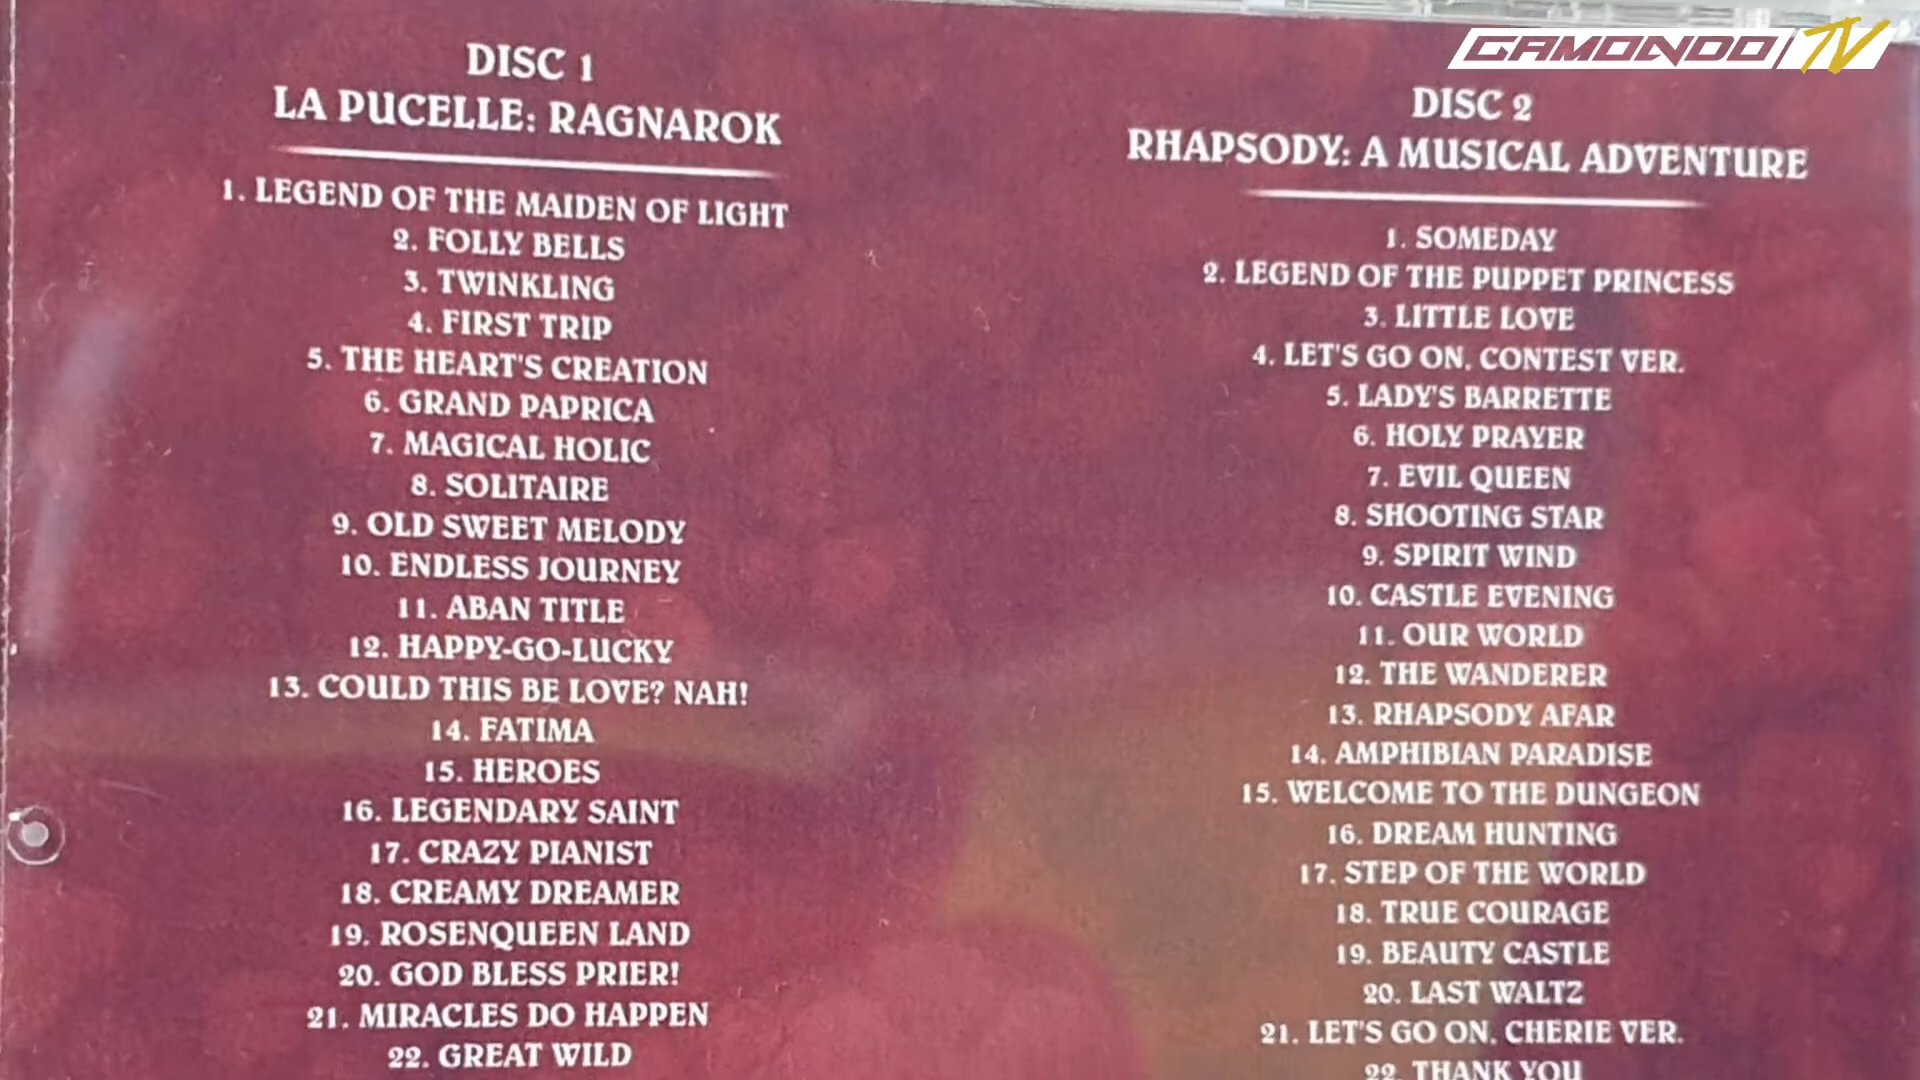 GAMONDO TV
DISC 1
LA PUCELLE: RAGNAROK
1. LEGEND OF THE MAIDEN OF LIGHT
2. FOLLY BELLS
3. TWINKLING
4. FIRST TRIP
5. THE HEART'S CREATION
6. GRAND PAPRICA
7. MAGICAL HOLIC
8. SOLITAIRE
9. OLD SWEET MELODY
10. ENDLESS JOURNEY
11. ABAN TITLE
12. HAPPY-GO-LUCKY
13. COULD THIS BE LOVE? NAH!
14. FATIMA
15. HEROES
16. LEGENDARY SAINT
17. CRAZY PIANIST
18. CREAMY DREAMER
19. ROSENQUEEN LAND
20. GOD BLESS PRIER!
21. MIRACLES DO HAPPEN
22. GREAT WILD
DISC 2
RHAPSODY: A MUSICAL ADVENTURE
1. SOMEDAY
2. LEGEND OF THE PUPPET PRINCESS
3. LITTLE LOVE
4. LET'S GO ON, CONTEST VER.
5. LADY'S BARRETTE
6. HOLY PRAYER
7. EVIL QUEEN
8. SHOOTING STAR
9. SPIRIT WIND
10. CASTLE EVENING
11. OUR WORLD
12. THE WANDERER
13. RHAPSODY AFAR
14. AMPHIBIAN PARADISE
15. WELCOME TO THE DUNGEON
16. DREAM HUNTING
17. STEP OF THE WORLD
18. TRUE COURAGE
19. BEAUTY CASTLE
20. LAST WALTZ
21. LET'S GO ON, CHERIE VER.
22. THANK YOU